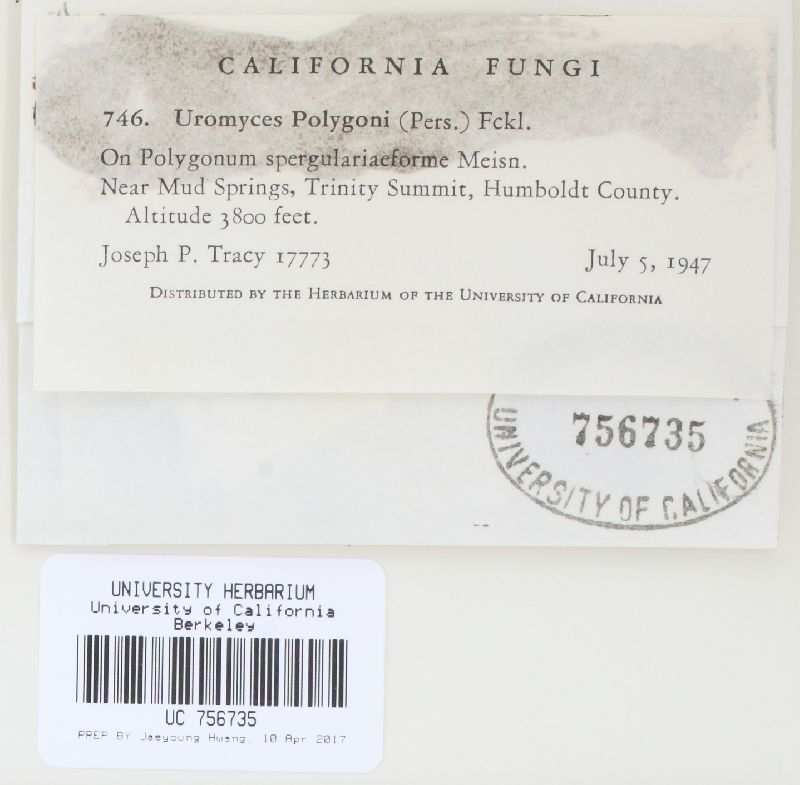 CALIFORNIA FUNGI
746. Uromyces Polygoni (Pers.) Fckl.
On Polygonum spergulariaeforme Meisn.
Near Mud Springs, Trinity Summit, Humboldt County.
Altitude 3800 feet.
Joseph P. Tracy 17773 July 5, 1947
DISTRIBUTED BY THE HERBARIUM OF THE UNIVERSITY OF CALIFORNIA
756735
UNIVERSITY OF CALIFORNIA
UNIVERSITY HERBARIUM
University of California
Berkeley
UC 756735
PREP BY Jaeyoung Hwang, 10 Apr 2017